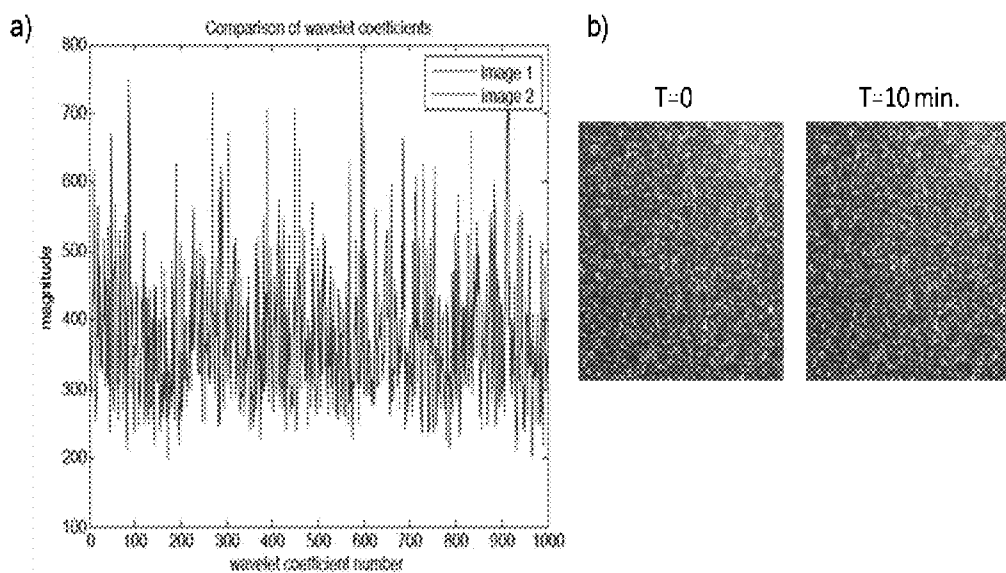 a)
Comparison of wavelet coefficients
800
700
600
500
400
300
200
100
magnitude
Image 1
Image 2
0
100
200
300
400
500
600
700
800
900
1000
wavelet coefficient number
b)
T=0
T=10 min.